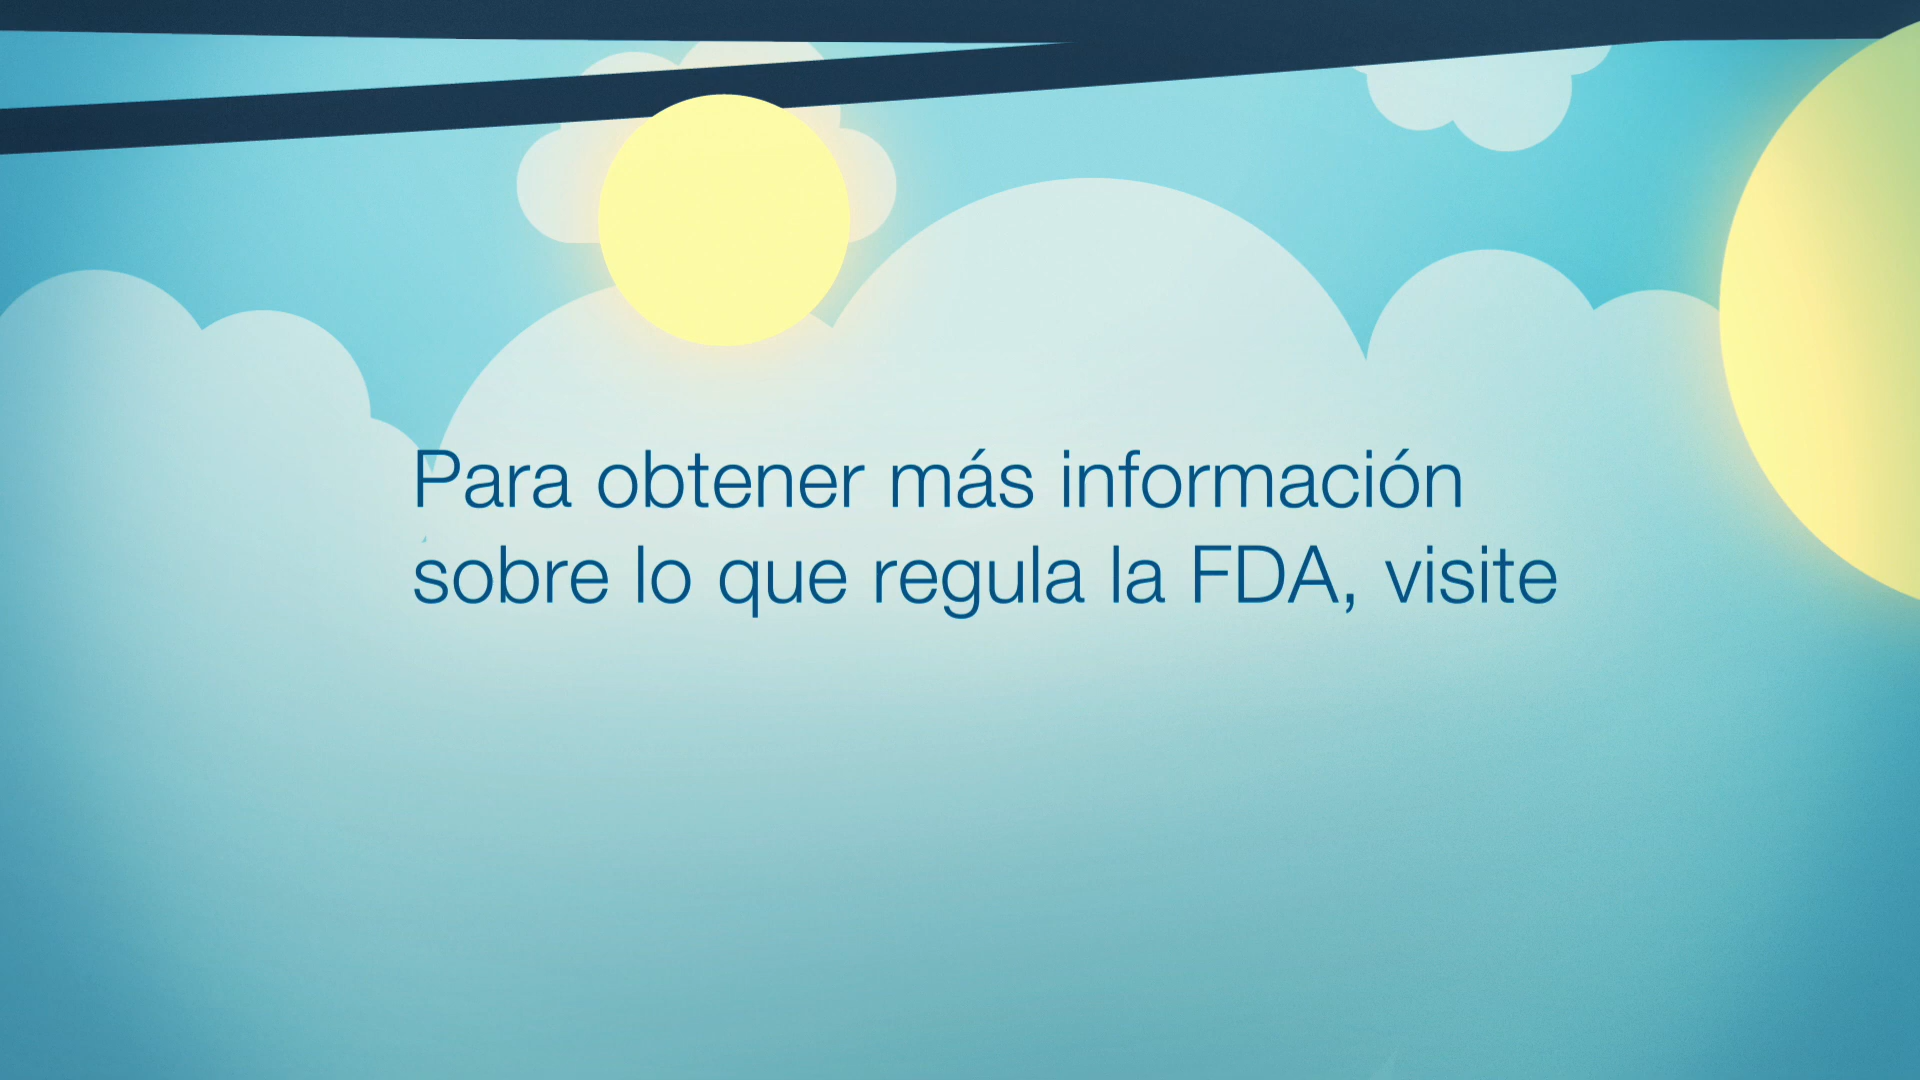 Para obtener más información
sobre lo que regula la FDA, visite